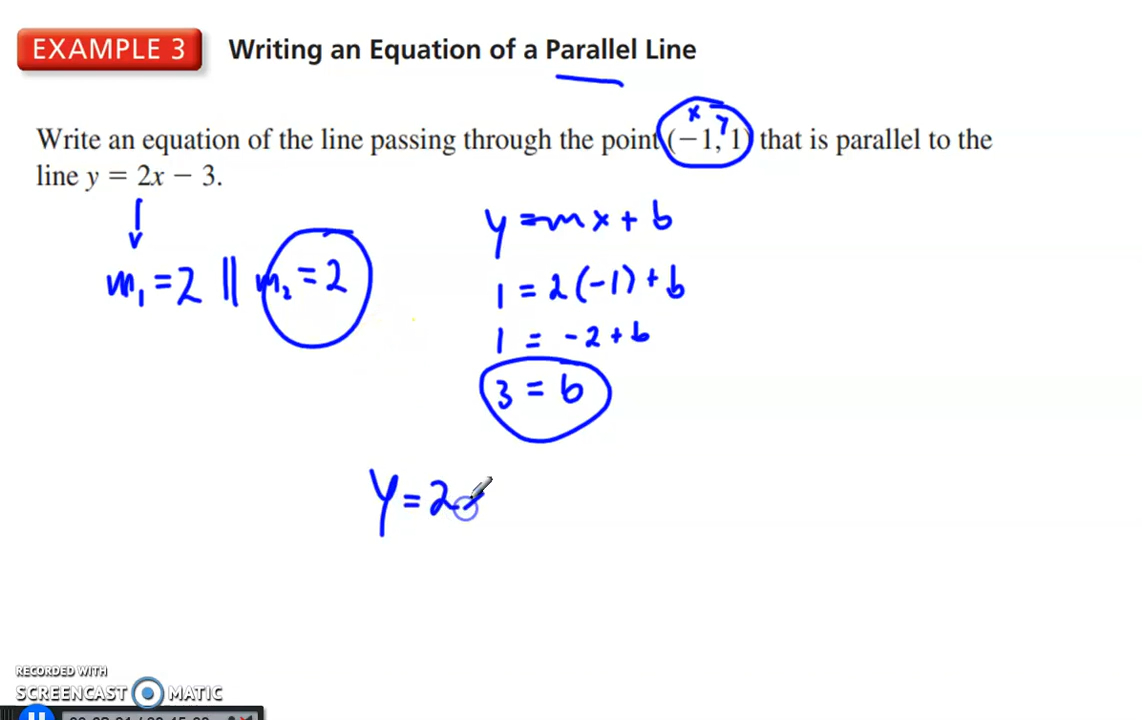 EXAMPLE 3 Writing an Equation of a Parallel Line
x y
Write an equation of the line passing through the point (−1, 1) that is parallel to the
line y = 2x − 3.
y = mx + b
m₁ = 2 || m₂ = 2
1 = 2(-1) + b
1 = -2 + b
3 = b
y = 2x
RECORDED WITH
SCREENCAST MATIC